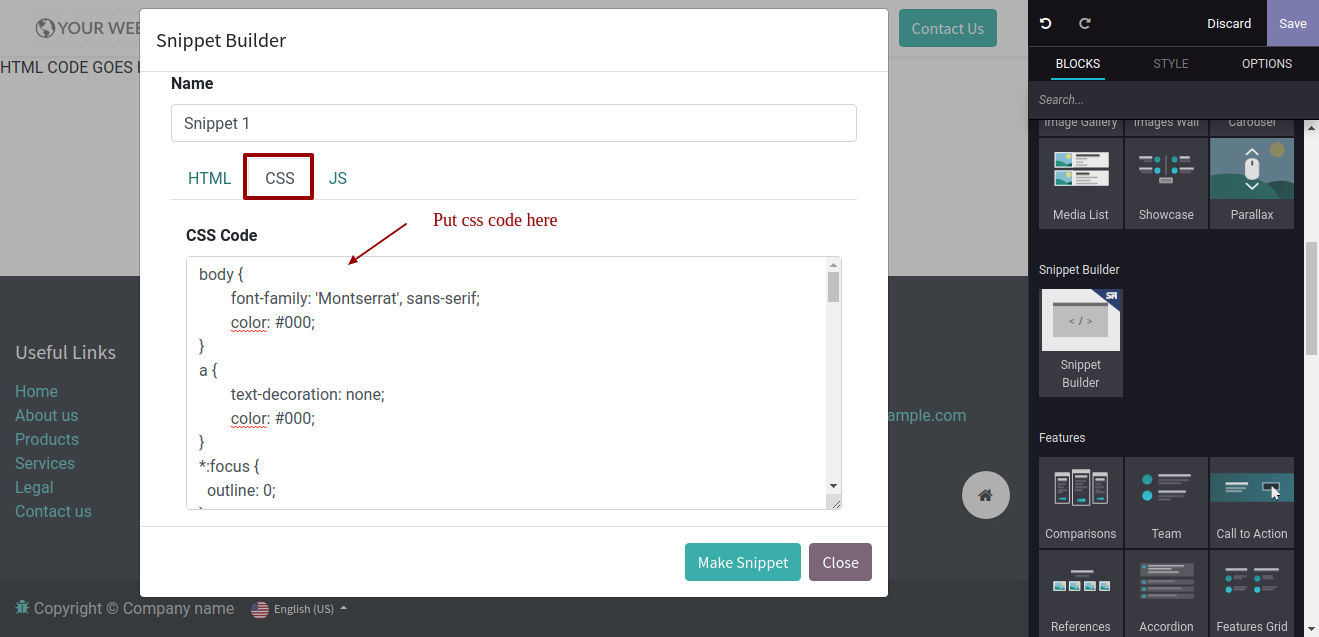 YOUR WEB
Contact Us
HTML CODE GOES
Snippet Builder
Name
Snippet 1
HTML
CSS
JS
Put css code here
CSS Code
body {
font-family: 'Montserrat', sans-serif;
color: #000;
}
a {
text-decoration: none;
color: #000;
}
*:focus {
outline: 0;
Make Snippet
Close
Useful Links
Home
About us
Products
Services
Legal
Contact us
ample.com
Copyright © Company name
English (US)
Discard
Save
BLOCKS
STYLE
OPTIONS
Search...
Image Gallery
Images Wall
Carousel
Media List
Showcase
Parallax
Snippet Builder
</>
Snippet
Builder
Features
Comparisons
Team
Call to Action
References
Accordion
Features Grid